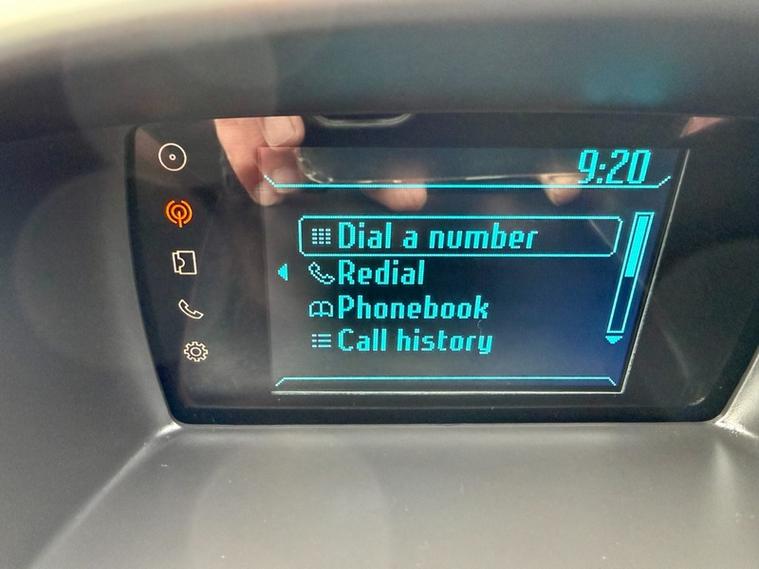 9:20
Dial a number
Redial
Phonebook
Call history